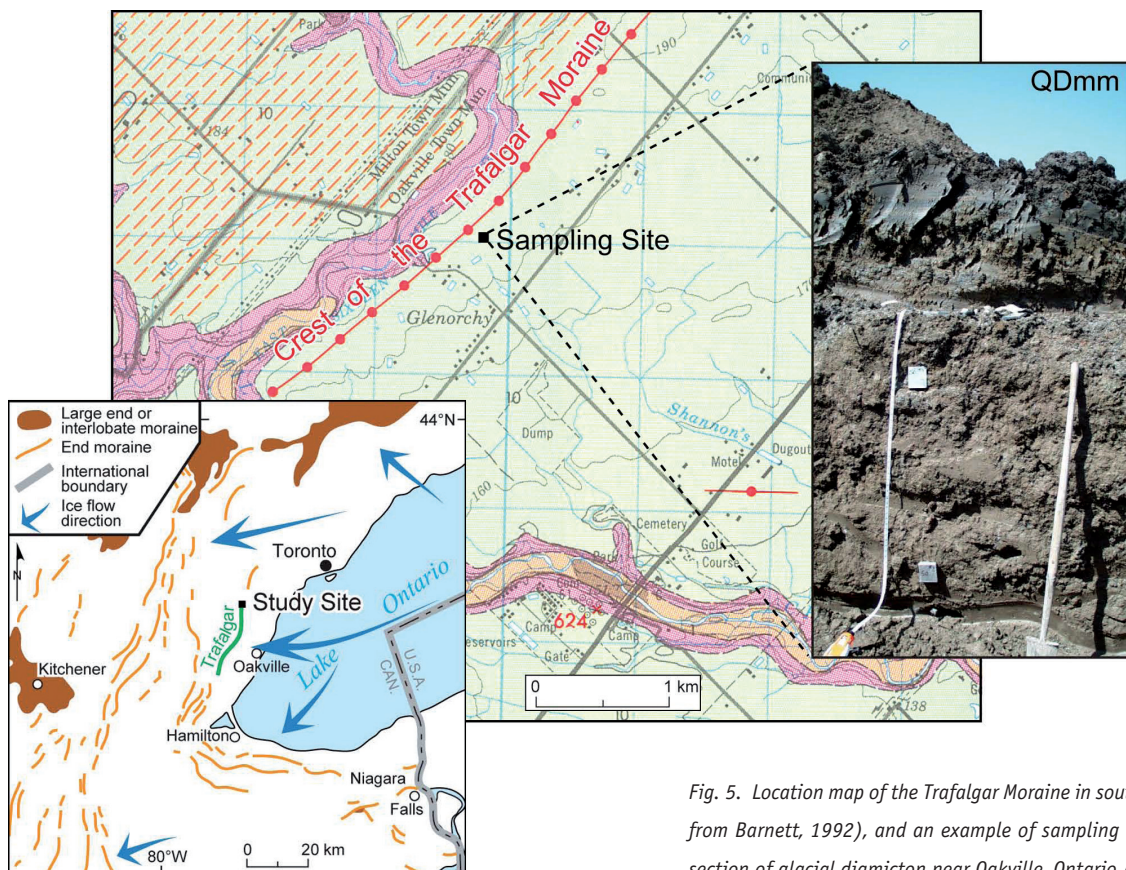 Park
190
Communi
QDmm
184
10
Milton Town Mun
Oakville Town Mun
Crest of the Trafalgar Moraine
Sampling Site
Glenorchy
Dump
10
Shannon's
Motel
Dugout
160
Cemetery
Golf
Course
624
Camp
Camp
Gate
eservoirs
0 1 km
10
138
Large end or
interlobate moraine
End moraine
International
boundary
Ice flow
direction
N
44°N
Toronto
Study Site
Trafalgar
Oakville
Lake Ontario
U.S.A.
CAN.
Kitchener
Hamilton
Niagara
Falls
80°W
0 20 km
Fig. 5. Location map of the Trafalgar Moraine in sou
from Barnett, 1992), and an example of sampling
section of glacial diamicton near Oakville, Ontario